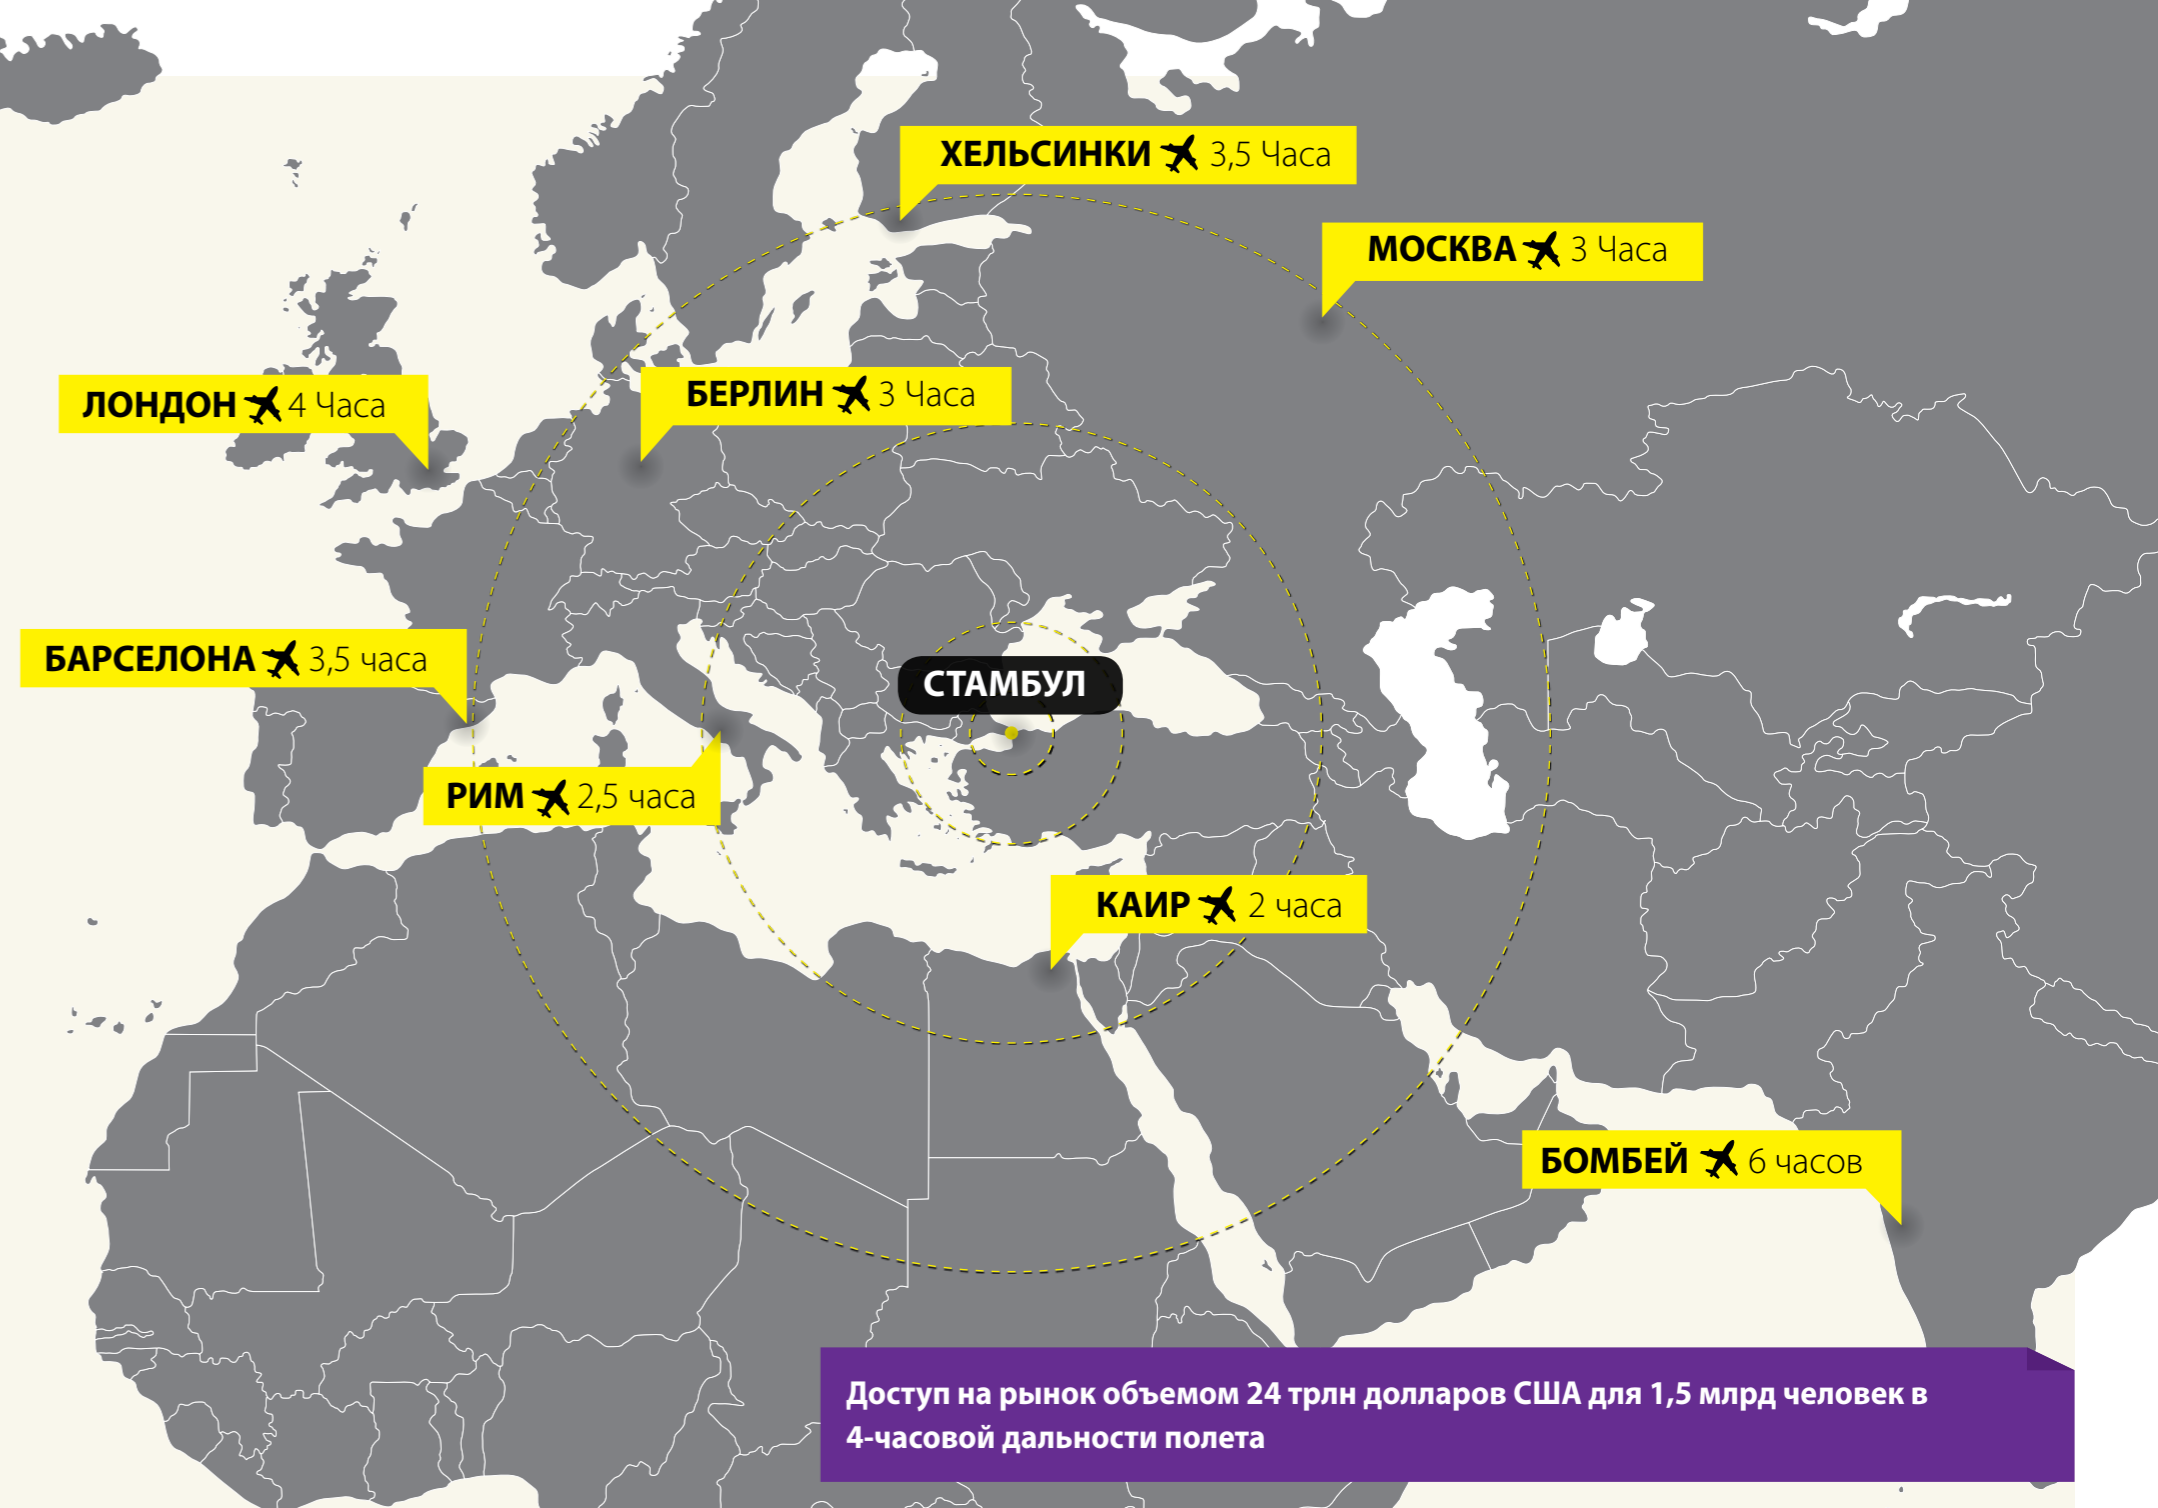 ХЕЛЬСИНКИ 3,5 Часа
МОСКВА 3 Часа
ЛОНДОН 4 Часа
БЕРЛИН 3 Часа
БАРСЕЛОНА 3,5 часа
СТАМБУЛ
РИМ 2,5 часа
КАИР 2 часа
БОМБЕЙ 6 часов
Доступ на рынок объемом 24 трлн долларов США для 1,5 млрд человек в
4-часовой дальности полета